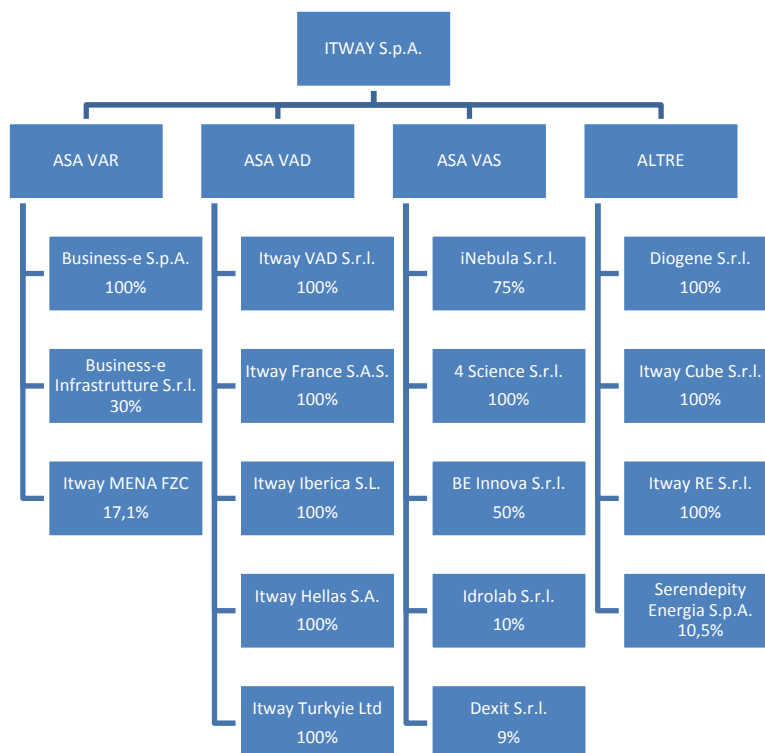 ITWAY S.p.A.
ASA VAR
ASA VAD
ASA VAS
ALTRE
Business-e S.p.A.
100%
Business-e
Infrastrutture S.r.l.
30%
Itway MENA FZC
17,1%
Itway VAD S.r.l.
100%
Itway France S.A.S.
100%
Itway Iberica S.L.
100%
Itway Hellas S.A.
100%
Itway Turkyie Ltd
100%
iNebula S.r.l.
75%
4 Science S.r.l.
100%
BE Innova S.r.l.
50%
Idrolab S.r.l.
10%
Dexit S.r.l.
9%
Diogene S.r.l.
100%
Itway Cube S.r.l.
100%
Itway RE S.r.l.
100%
Serendepity
Energia S.p.A.
10,5%